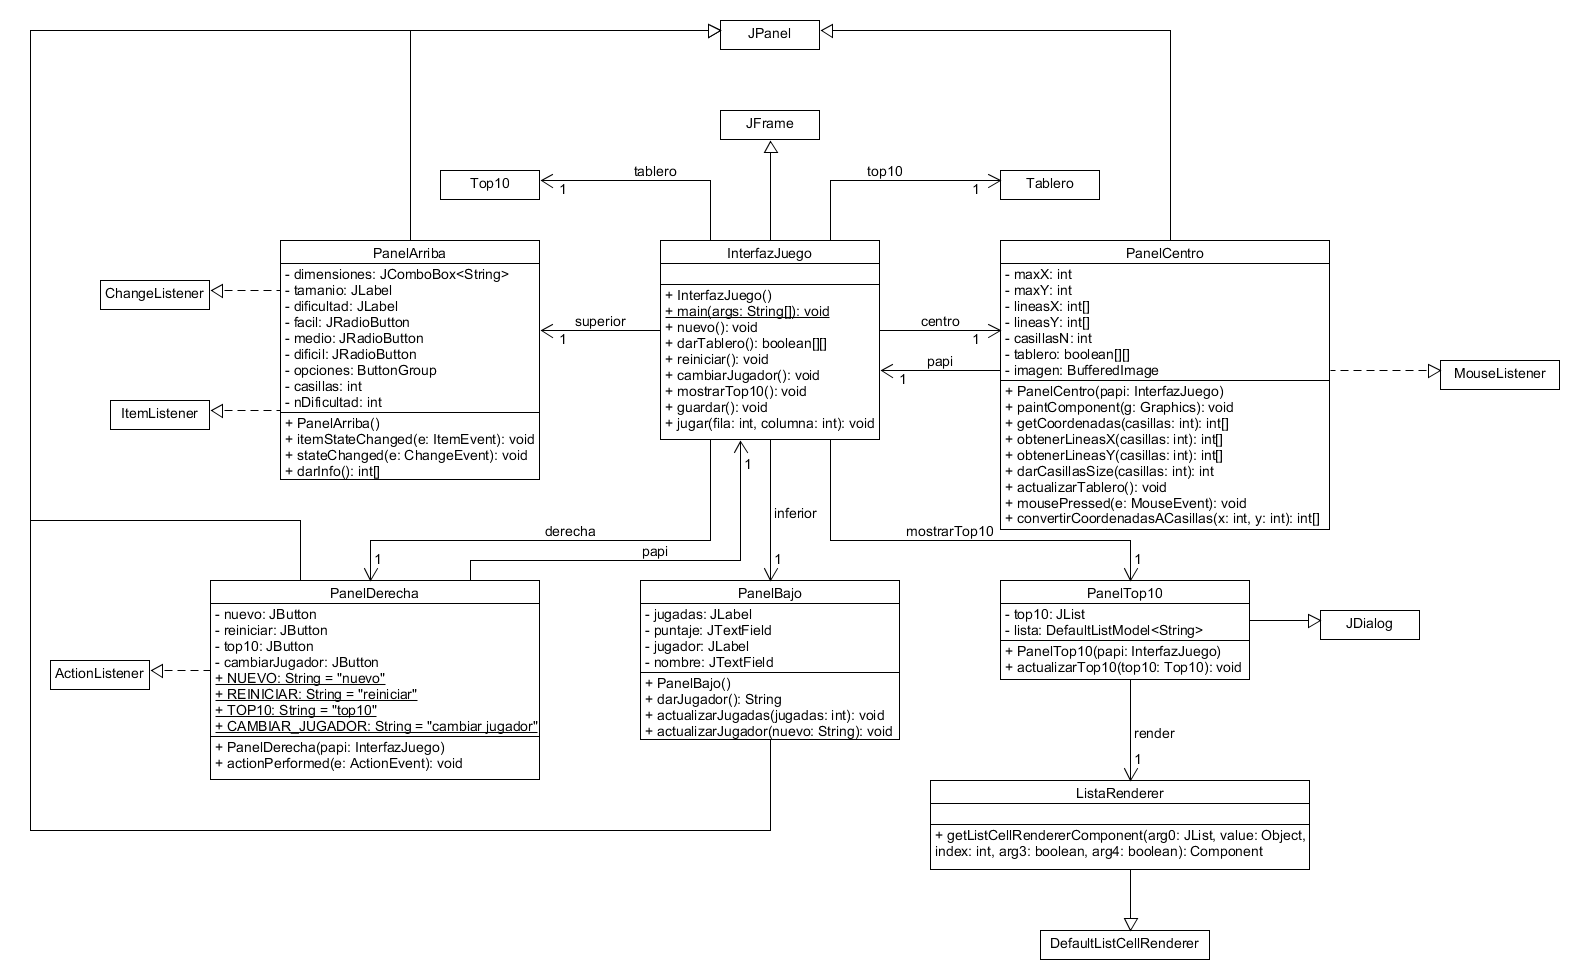 JPanel
JFrame
tablero
top10
Top10
1
1
Tablero
PanelArriba
- dimensiones: JComboBox<String>
- tamanio: JLabel
- dificultad: JLabel
- facil: JRadioButton
- medio: JRadioButton
- dificil: JRadioButton
- opciones: ButtonGroup
- casillas: int
- nDificultad: int
+ PanelArriba()
+ itemStateChanged(e: ItemEvent): void
+ stateChanged(e: ChangeEvent): void
+ darInfo(): int[]
ChangeListener
ItemListener
superior
1
InterfazJuego
+ InterfazJuego()
+ main(args: String[]): void
+ nuevo(): void
+ darTablero(): boolean[][]
+ reiniciar(): void
+ cambiarJugador(): void
+ mostrarTop10(): void
+ guardar(): void
+ jugar(fila: int, columna: int): void
centro
1
papi
1
PanelCentro
- maxX: int
- maxY: int
- lineasX: int[]
- lineasY: int[]
- casillasN: int
- tablero: boolean[][]
- imagen: BufferedImage
+ PanelCentro(papi: InterfazJuego)
+ paintComponent(g: Graphics): void
+ getCoordenadas(casillas: int): int[]
+ obtenerLineasX(casillas: int): int[]
+ obtenerLineasY(casillas: int): int[]
+ darCasillasSize(casillas: int): int
+ actualizarTablero(): void
+ mousePressed(e: MouseEvent): void
+ convertirCoordenadasACasillas(x: int, y: int): int[]
MouseListener
1
inferior
derecha
mostrarTop10
papi
1
1
1
PanelDerecha
- nuevo: JButton
- reiniciar: JButton
- top10: JButton
- cambiarJugador: JButton
+ NUEVO: String = "nuevo"
+ REINICIAR: String = "reiniciar"
+ TOP10: String = "top10"
+ CAMBIAR_JUGADOR: String = "cambiar jugador"
+ PanelDerecha(papi: InterfazJuego)
+ actionPerformed(e: ActionEvent): void
ActionListener
PanelBajo
- jugadas: JLabel
- puntaje: JTextField
- jugador: JLabel
- nombre: JTextField
+ PanelBajo()
+ darJugador(): String
+ actualizarJugadas(jugadas: int): void
+ actualizarJugador(nuevo: String): void
PanelTop10
- top10: JList
- lista: DefaultListModel<String>
+ PanelTop10(papi: InterfazJuego)
+ actualizarTop10(top10: Top10): void
JDialog
render
1
ListaRenderer
+ getListCellRendererComponent(arg0: JList, value: Object,
index: int, arg3: boolean, arg4: boolean): Component
DefaultListCellRenderer